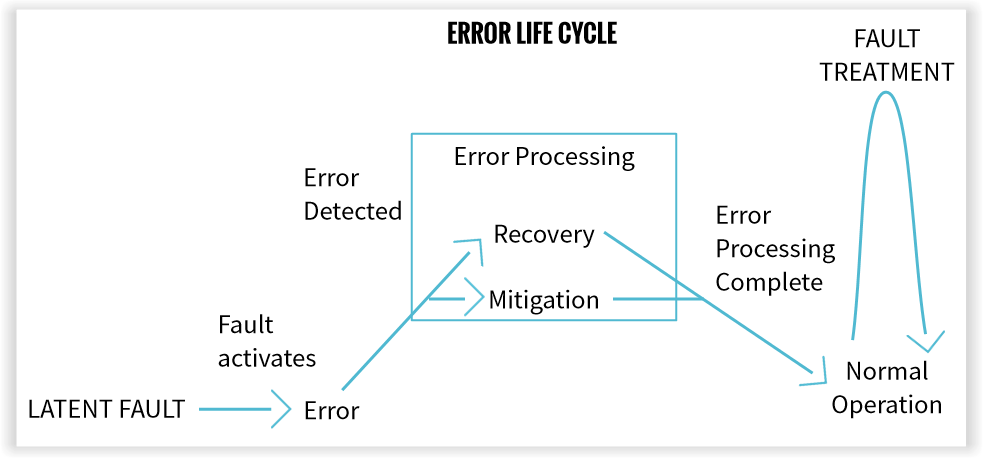 ERROR LIFE CYCLE
FAULT
TREATMENT
Error Processing
Error
Detected
Recovery
Error
Processing
Complete
Mitigation
Fault
activates
LATENT FAULT
Error
Normal
Operation